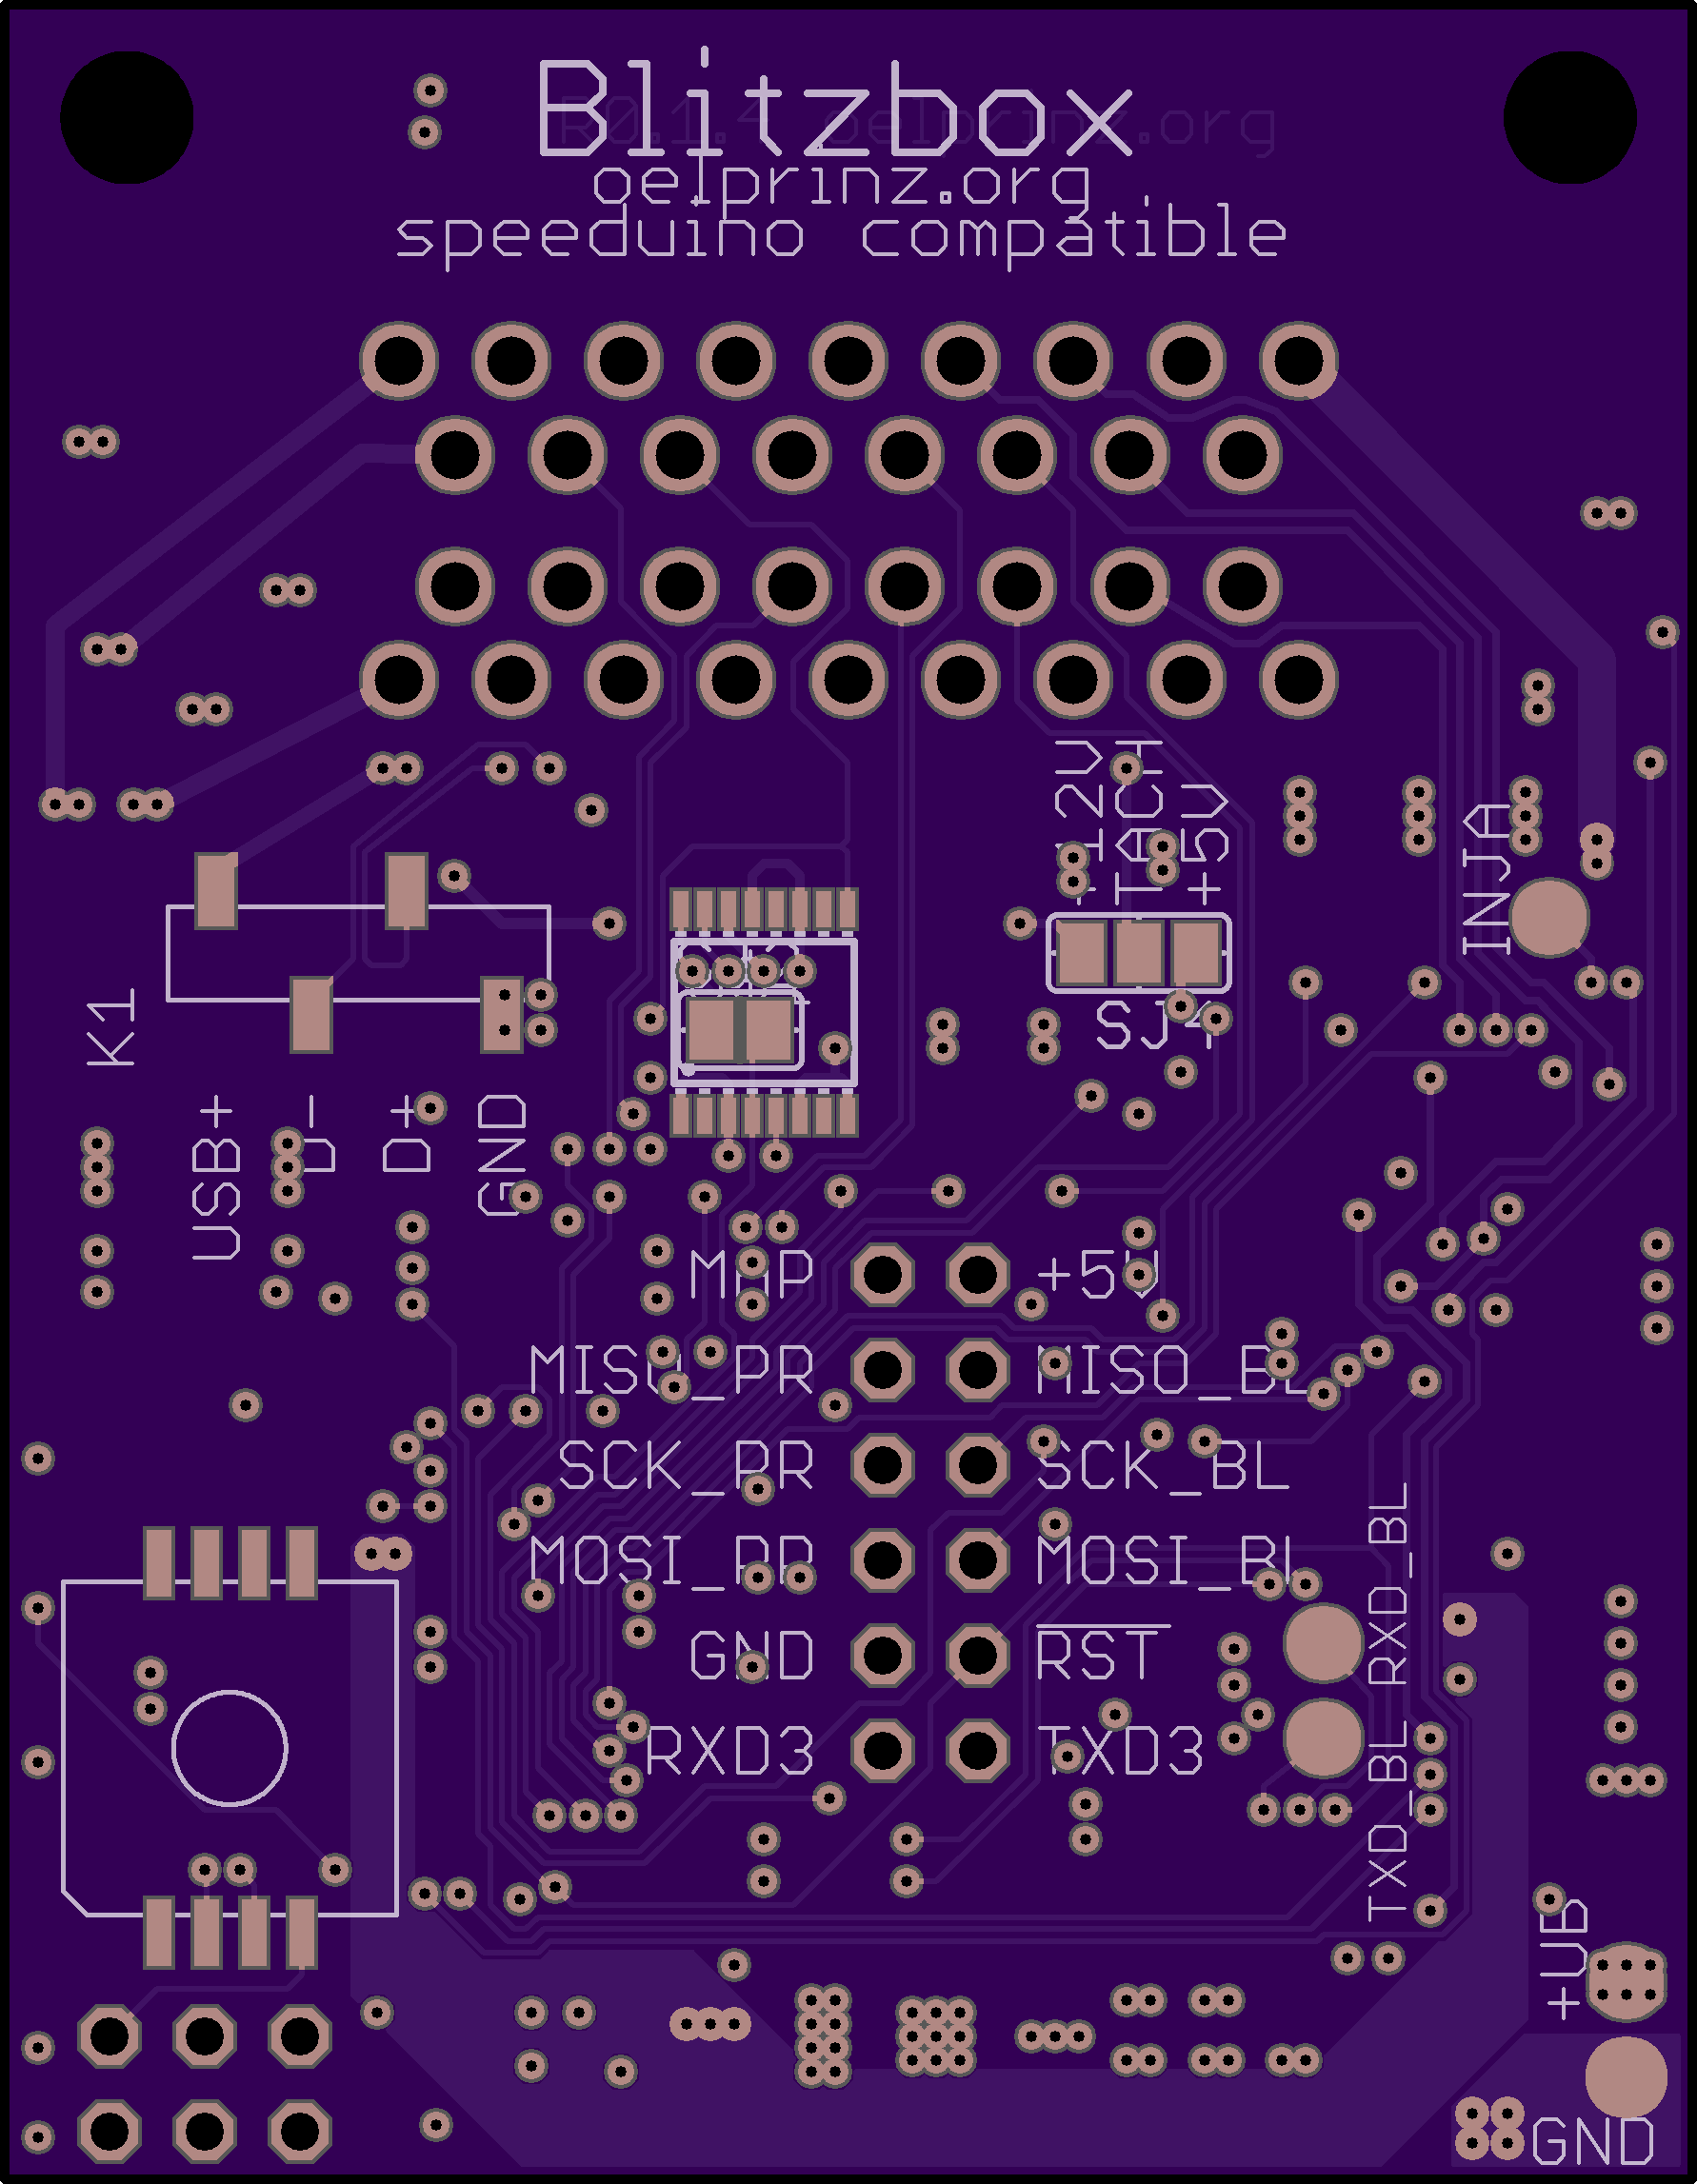 Blitzbox
R0.1.4 oelprinz.org
oelprinz.org
speeduino compatible
+12V
TACH
+5V
INJA
SJ4
K1
USB+
D-
D+
GND
MAP +5V
MISO_PR MISO_BL
SCK_PR SCK_BL
MOSI_PR MOSI_BL
GND RST
RXD3 TXD3
RXD_BL
TXD_BL
+UB
GND